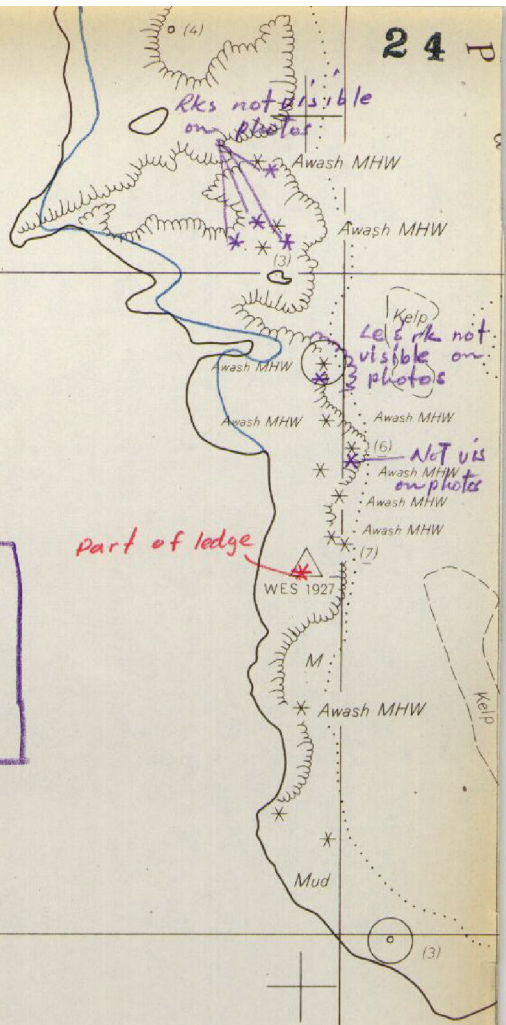 (4)
24
P
Rks not visible
on photos
Awash MHW
Awash MHW
(3)
Kelp
Le & rk not
visible on
photos
Awash MHW
Awash MHW
Awash MHW
(6)
Not vis
on photos
Awash MHW
Awash MHW
Awash MHW
(7)
Part of ledge
WES 1927
M
Awash MHW
Kelp
Mud
(3)